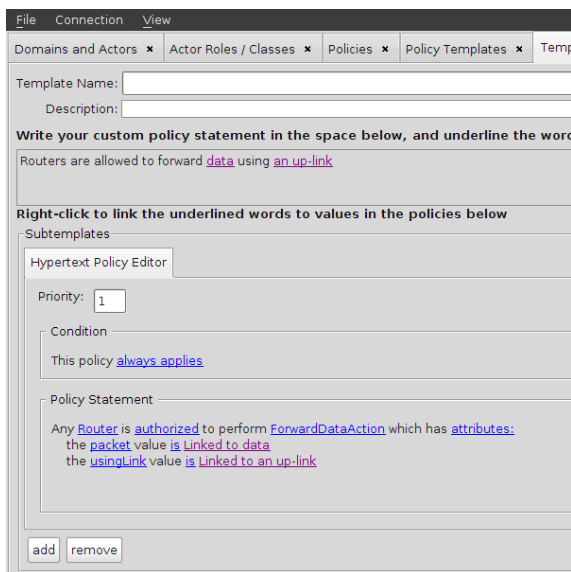 File Connection View
Domains and Actors × Actor Roles / Classes × Policies × Policy Templates × Temp
Template Name:
Description:
Write your custom policy statement in the space below, and underline the word
Routers are allowed to forward data using an up-link
Right-click to link the underlined words to values in the policies below
Subtemplates
Hypertext Policy Editor
Priority: 1
Condition
This policy always applies
Policy Statement
Any Router is authorized to perform ForwardDataAction which has attributes:
the packet value is Linked to data
the usingLink value is Linked to an up-link
add remove